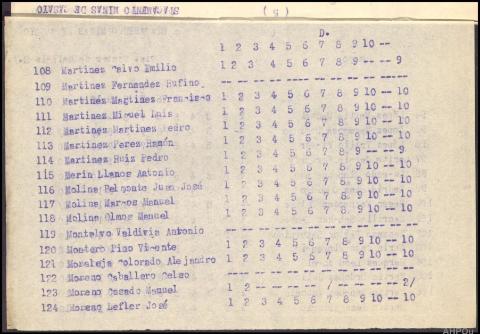 MINAS DE
( 5 )
D.
1 2 3 4 5 6 7 8 9 10 --
108 Martinez Calvo Emilio 1 2 3 4 5 6 7 8 9 --- 9
109 Martinez Fernandez Rufino -- --- --- --- --- --- --- ---
110 Martinez Martinez Francisco 1 2 3 4 5 6 7 8 9 10 -- 10
111 Martinez Miguel Luis 1 2 3 4 5 6 7 8 9 10 -- 10
112 Martinez Martinez Pedro 1 2 3 4 5 6 7 8 9 10 -- 10
113 Martinez Perez Ramón 1 2 3 4 5 6 7 8 9 10 -- 10
114 Martinez Ruiz Pedro 1 2 3 4 5 6 7 8 9 --- 9
115 Merin Llanos Antonio 1 2 3 4 5 6 7 8 9 10 -- 10
116 Molina Belmonte Juan José 1 2 3 4 5 6 7 8 9 10 -- 10
117 Molina Marcos Manuel 1 2 3 4 5 6 7 8 9 10 -- 10
118 Molina Olmos Manuel 1 2 3 4 5 6 7 8 9 10 -- 10
119 Montalvo Valdivia Antonio ---- --- --- --- --- --- ---
120 Montero Pino Vicente 1 2 3 4 5 6 7 8 9 10 -- 10
121 Moraleja Colorado Alejandro 1 2 3 4 5 6 7 8 9 10 -- 10
122 Moreno Caballero Celso ---- --- --- --- --- --- ---
123 Moreno Casado Manuel 1 2 -- --- --- / --- --- 2/
124 Moreno Lefler José 1 2 3 4 5 6 7 8 9 10 -- 10
AHPOu